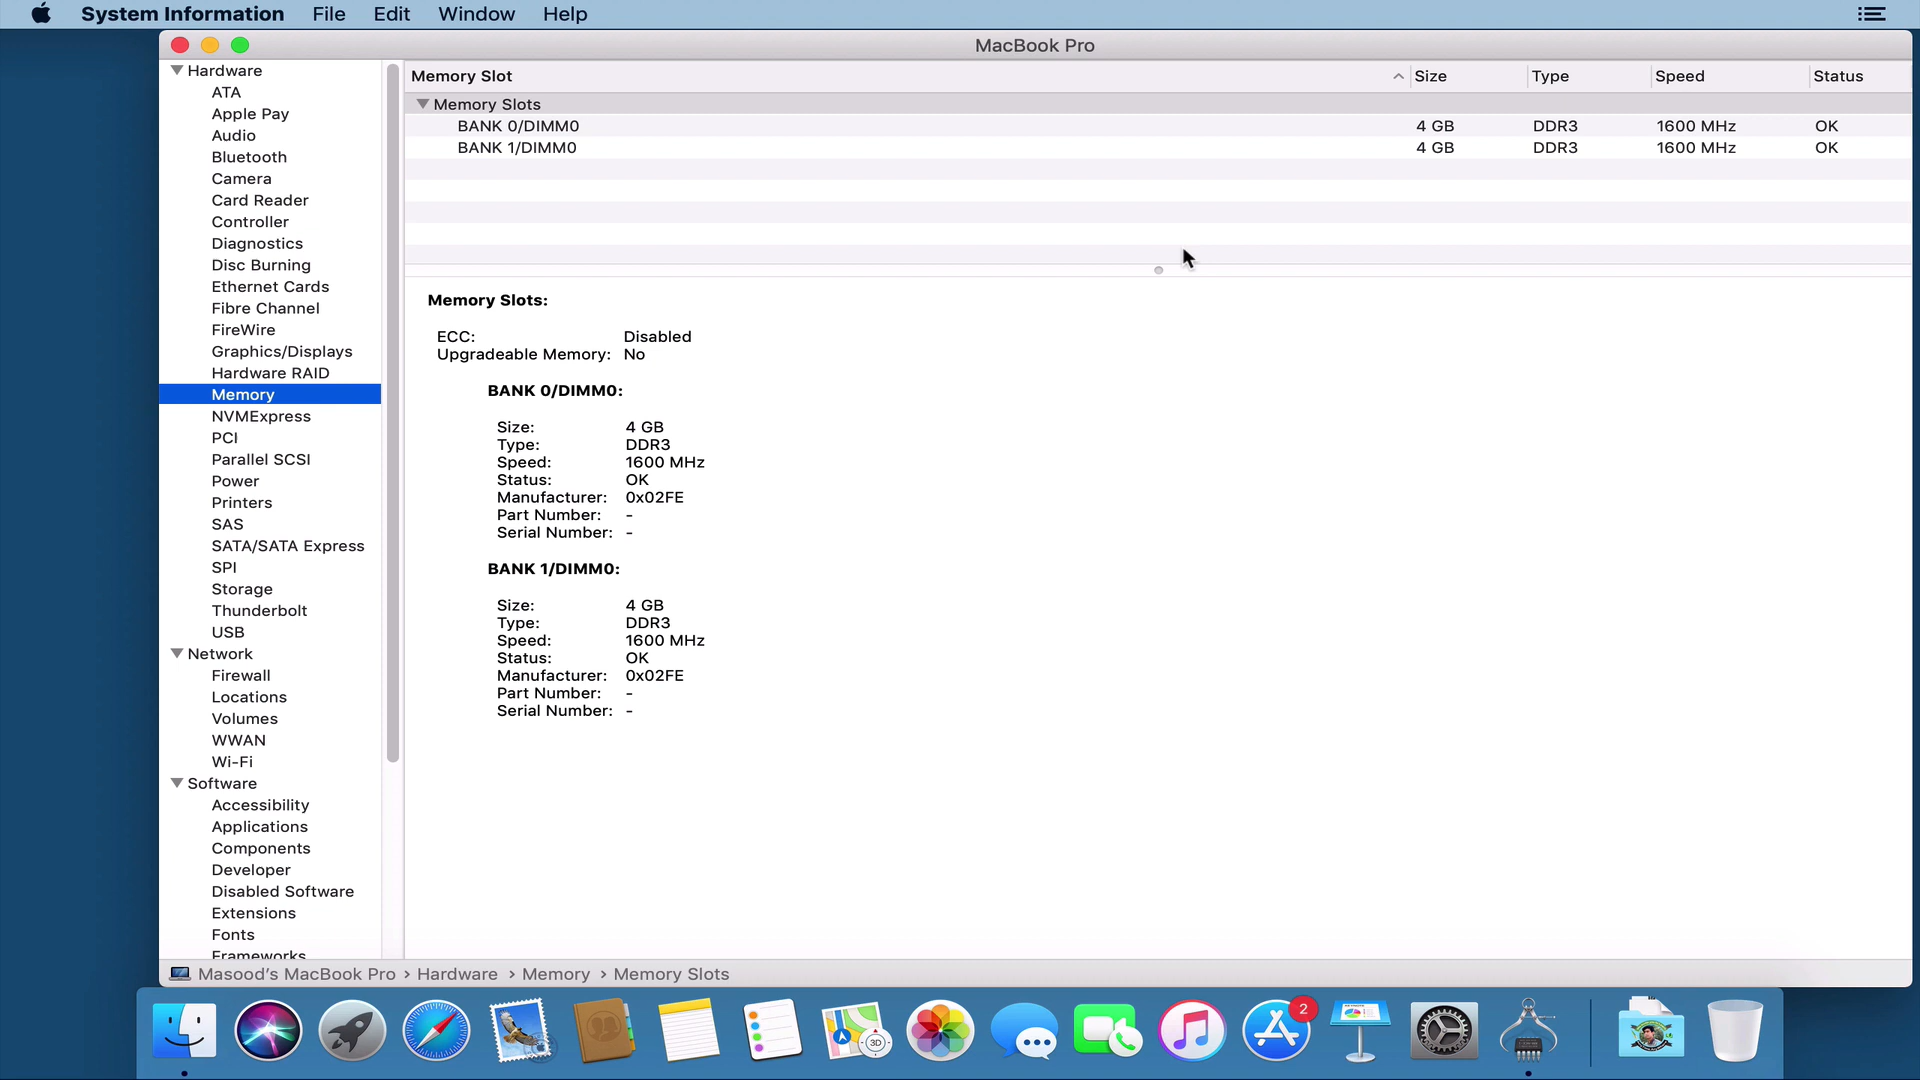 System Information File Edit Window Help
MacBook Pro
Hardware
ATA
Apple Pay
Audio
Bluetooth
Camera
Card Reader
Controller
Diagnostics
Disc Burning
Ethernet Cards
Fibre Channel
FireWire
Graphics/Displays
Hardware RAID
Memory
NVMExpress
PCI
Parallel SCSI
Power
Printers
SAS
SATA/SATA Express
SPI
Storage
Thunderbolt
USB
Network
Firewall
Locations
Volumes
WWAN
Wi-Fi
Software
Accessibility
Applications
Components
Developer
Disabled Software
Extensions
Fonts
Frameworks
Memory Slot Size Type Speed Status
Memory Slots
BANK 0/DIMM0 4 GB DDR3 1600 MHz OK
BANK 1/DIMM0 4 GB DDR3 1600 MHz OK
Memory Slots:
ECC: Disabled
Upgradeable Memory: No
BANK 0/DIMM0:
Size: 4 GB
Type: DDR3
Speed: 1600 MHz
Status: OK
Manufacturer: 0x02FE
Part Number: -
Serial Number: -
BANK 1/DIMM0:
Size: 4 GB
Type: DDR3
Speed: 1600 MHz
Status: OK
Manufacturer: 0x02FE
Part Number: -
Serial Number: -
Masood's MacBook Pro › Hardware › Memory › Memory Slots
3D
2